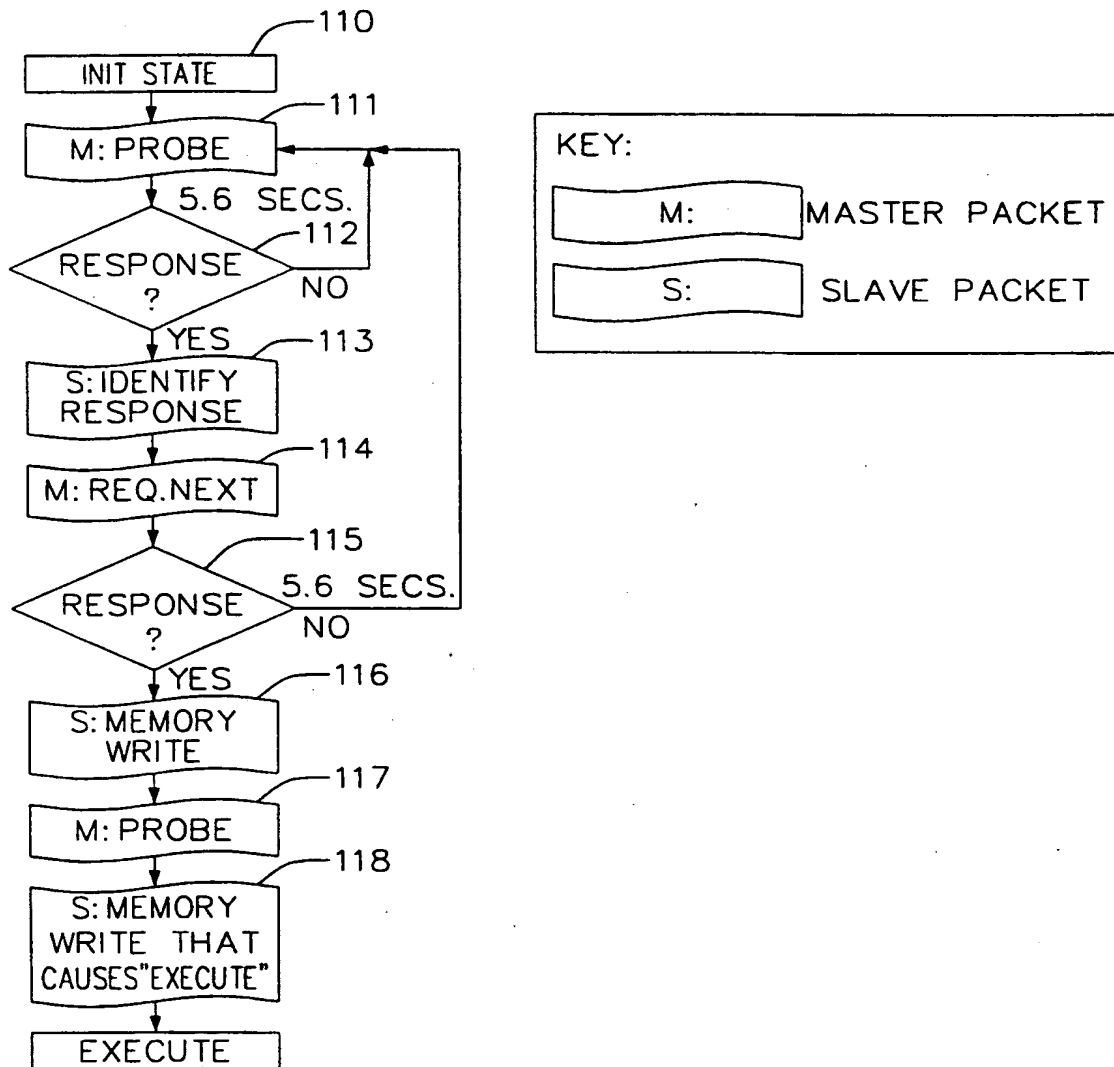 110
INIT STATE
111
M: PROBE
5.6 SECS.
112
RESPONSE
?
NO
YES
113
S: IDENTIFY
RESPONSE
114
M: REQ.NEXT
115
RESPONSE
?
5.6 SECS.
NO
YES
116
S: MEMORY
WRITE
117
M: PROBE
118
S: MEMORY
WRITE THAT
CAUSES"EXECUTE"
EXECUTE
KEY:
M: MASTER PACKET
S: SLAVE PACKET